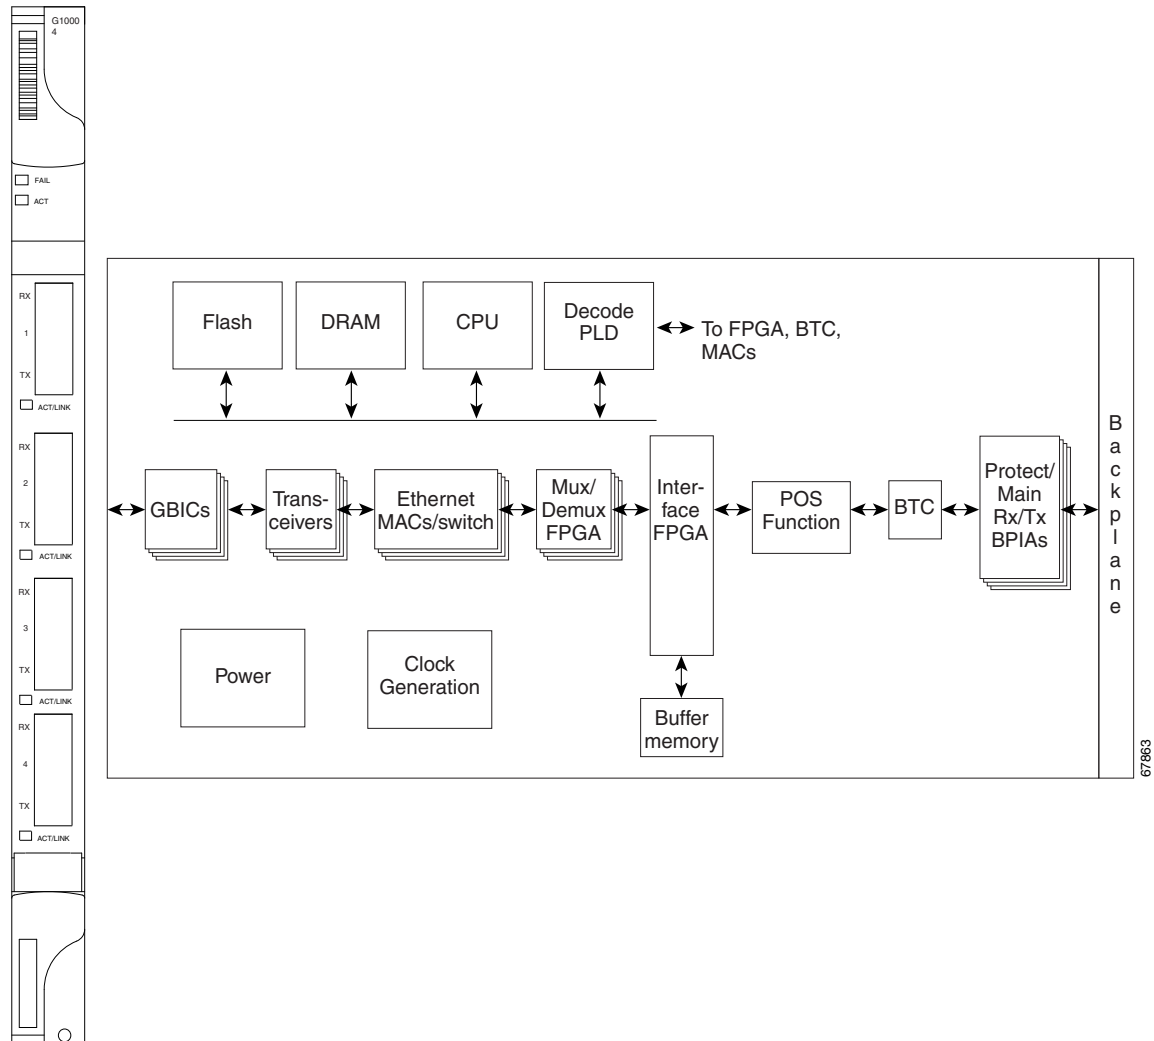 G1000
4
FAIL
ACT
RX
1
TX
ACT/LINK
RX
2
TX
ACT/LINK
RX
3
TX
ACT/LINK
RX
4
TX
ACT/LINK
Flash
DRAM
CPU
Decode
PLD
To FPGA, BTC,
MACs
GBICs
Trans-
ceivers
Ethernet
MACs/switch
Mux/
Demux
FPGA
Inter-
face
FPGA
POS
Function
BTC
Protect/
Main
Rx/Tx
BPIAs
Backplane
Power
Clock
Generation
Buffer
memory
67863